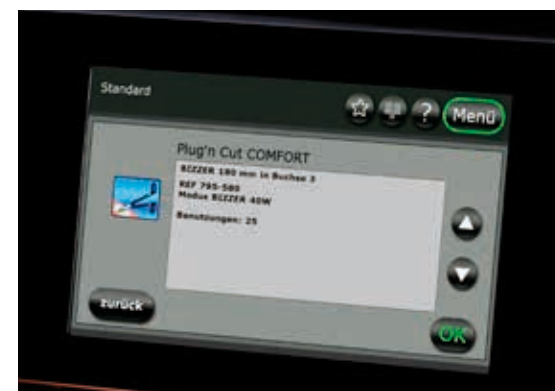 Standard
?
Menü
Plug'n Cut COMFORT
BiZZER 180 mm in Buchse 3
REF 795-580
Modus BiZZER 40W
Benutzungen: 25
zurück
OK